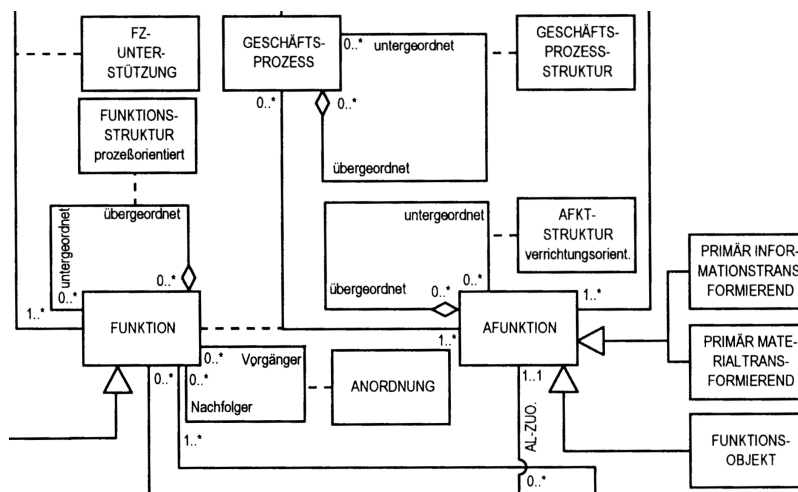 FZ-
UNTER-
STÜTZUNG
GESCHÄFTS-
PROZESS
0..*
untergeordnet
GESCHÄFTS-
PROZESS-
STRUKTUR
0..*
0..*
FUNKTIONS-
STRUKTUR
prozeßorientiert
übergeordnet
untergeordnet
übergeordnet
0..*
0..*
untergeordnet
AFKT-
STRUKTUR
verrichtungsorient.
übergeordnet
0..*
0..*
PRIMÄR INFOR-
MATIONSTRANS
FORMIEREND
1..*
FUNKTION
AFUNKTION
1..*
1..*
PRIMÄR MATE-
RIALTRANS-
FORMIEREND
0..*
0..*
Vorgänger
0..*
Nachfolger
ANORDNUNG
1..1
AL-ZUO.
1..*
0..*
FUNKTIONS-
OBJEKT